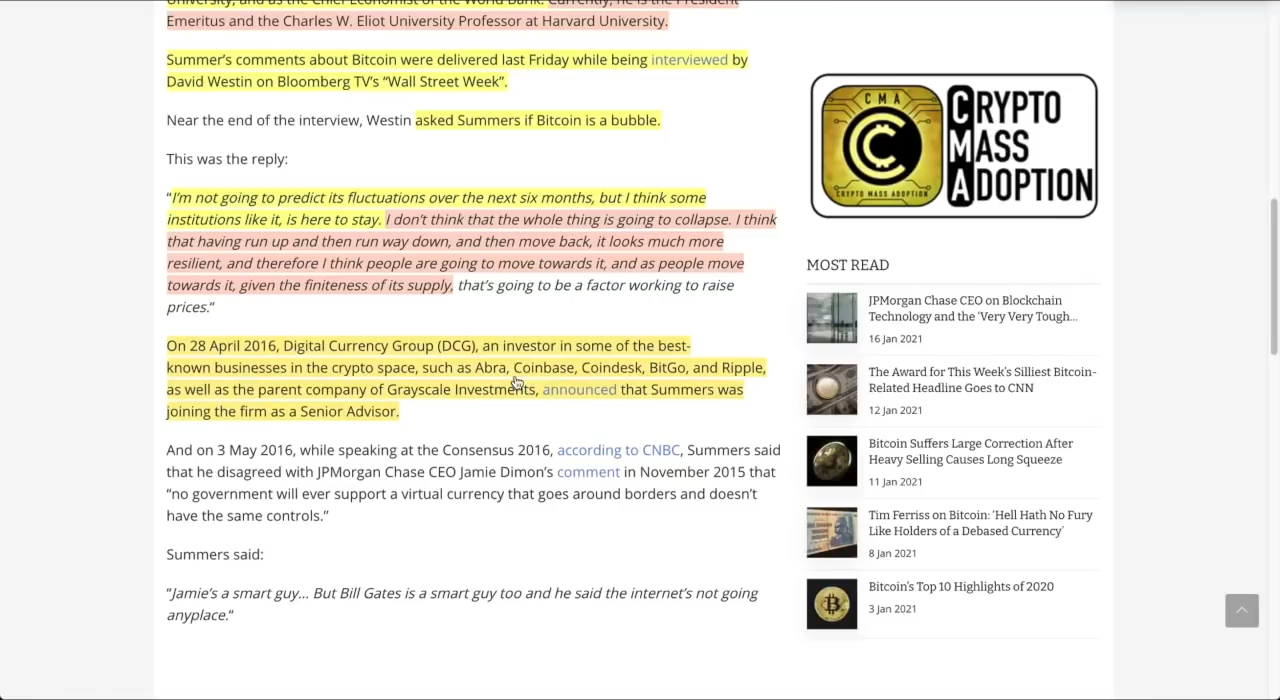 University, and as the Chief Economist of the World Bank. Currently, he is the President
Emeritus and the Charles W. Eliot University Professor at Harvard University.
Summer’s comments about Bitcoin were delivered last Friday while being interviewed by
David Westin on Bloomberg TV’s “Wall Street Week”.
Near the end of the interview, Westin asked Summers if Bitcoin is a bubble.
This was the reply:
“I’m not going to predict its fluctuations over the next six months, but I think some
institutions like it, is here to stay. I don’t think that the whole thing is going to collapse. I think
that having run up and then run way down, and then move back, it looks much more
resilient, and therefore I think people are going to move towards it, and as people move
towards it, given the finiteness of its supply, that’s going to be a factor working to raise
prices.“
On 28 April 2016, Digital Currency Group (DCG), an investor in some of the best-
known businesses in the crypto space, such as Abra, Coinbase, Coindesk, BitGo, and Ripple,
as well as the parent company of Grayscale Investments, announced that Summers was
joining the firm as a Senior Advisor.
And on 3 May 2016, while speaking at the Consensus 2016, according to CNBC, Summers said
that he disagreed with JPMorgan Chase CEO Jamie Dimon’s comment in November 2015 that
“no government will ever support a virtual currency that goes around borders and doesn’t
have the same controls.”
Summers said:
“Jamie’s a smart guy… But Bill Gates is a smart guy too and he said the internet’s not going
anyplace.“
CMA
CRYPTO MASS ADOPTION
CRYPTO
MASS
ADOPTION
MOST READ
JPMorgan Chase CEO on Blockchain
Technology and the ‘Very Very Tough…
16 Jan 2021
The Award for This Week’s Silliest Bitcoin-
Related Headline Goes to CNN
12 Jan 2021
Bitcoin Suffers Large Correction After
Heavy Selling Causes Long Squeeze
11 Jan 2021
Tim Ferriss on Bitcoin: ‘Hell Hath No Fury
Like Holders of a Debased Currency’
8 Jan 2021
Bitcoin’s Top 10 Highlights of 2020
3 Jan 2021